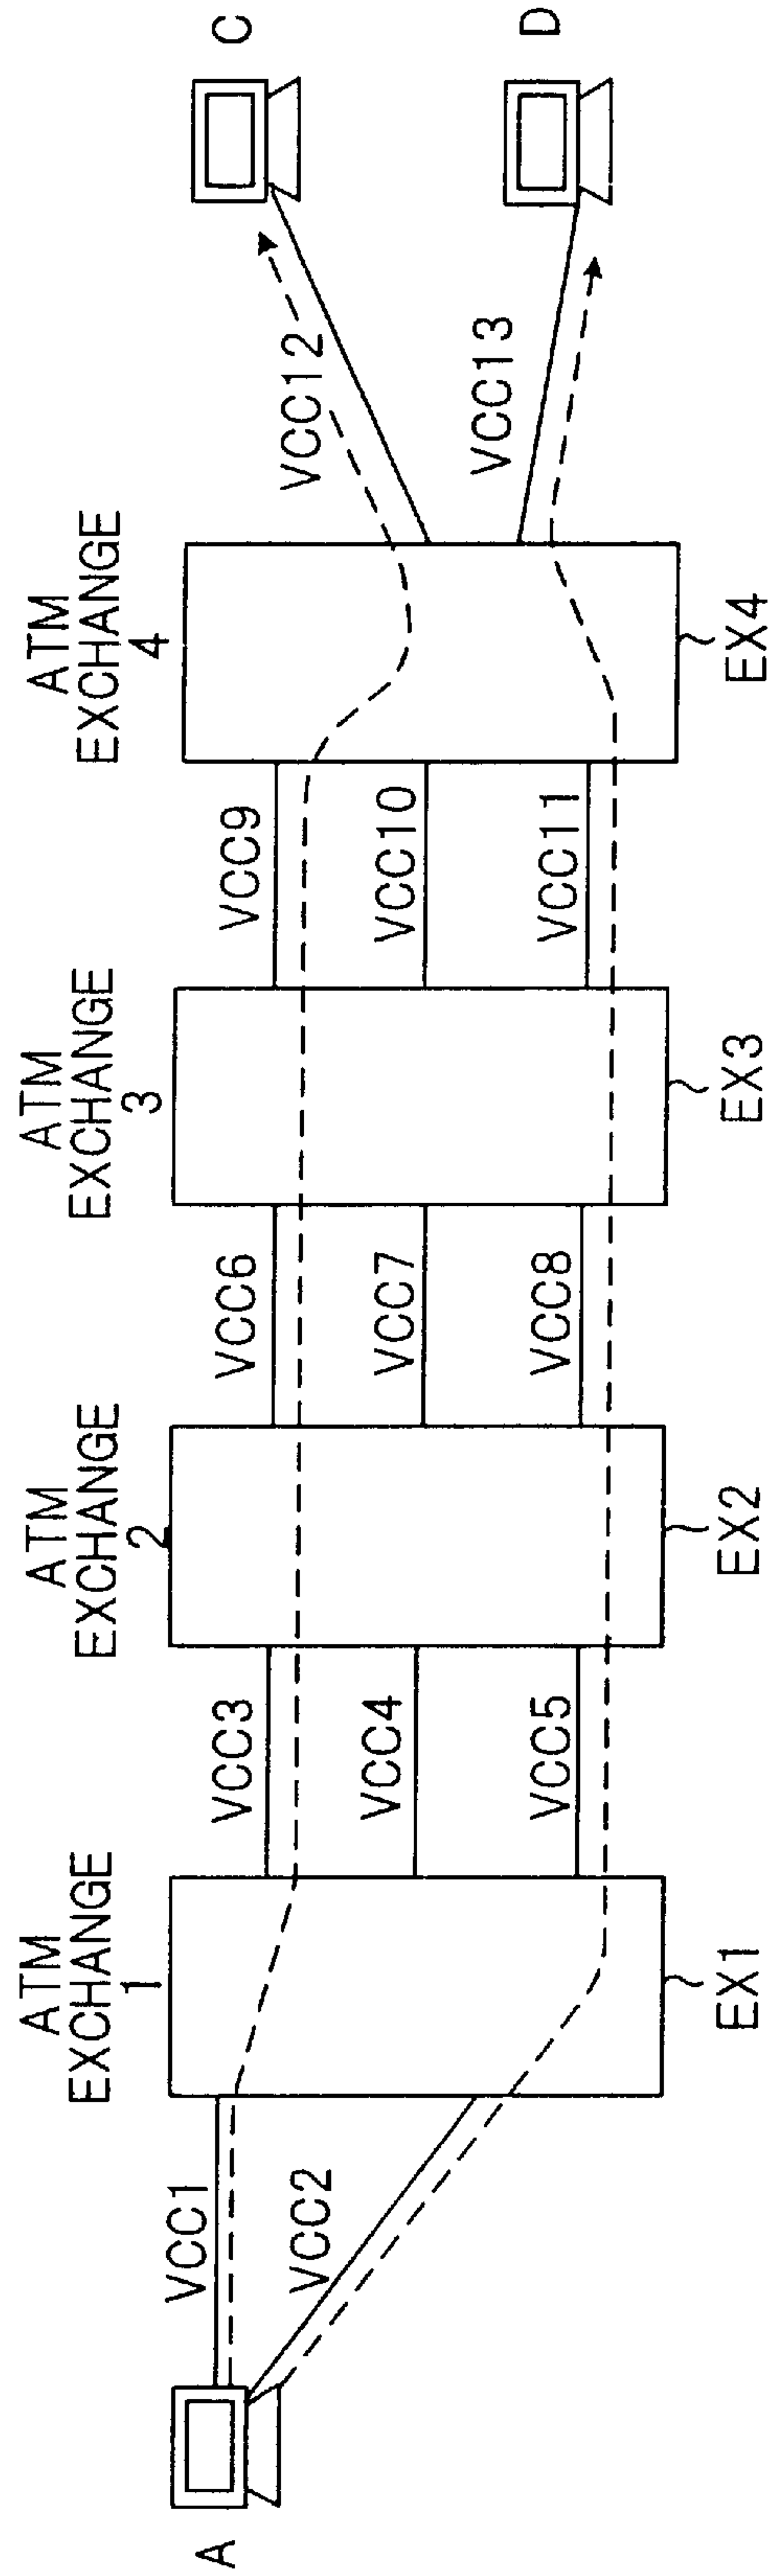 ATM
EXCHANGE
1
ATM
EXCHANGE
2
ATM
EXCHANGE
3
ATM
EXCHANGE
4
A
VCC1
VCC2
VCC3
VCC4
VCC5
VCC6
VCC7
VCC8
VCC9
VCC10
VCC11
VCC12
VCC13
C
D
EX1
EX2
EX3
EX4